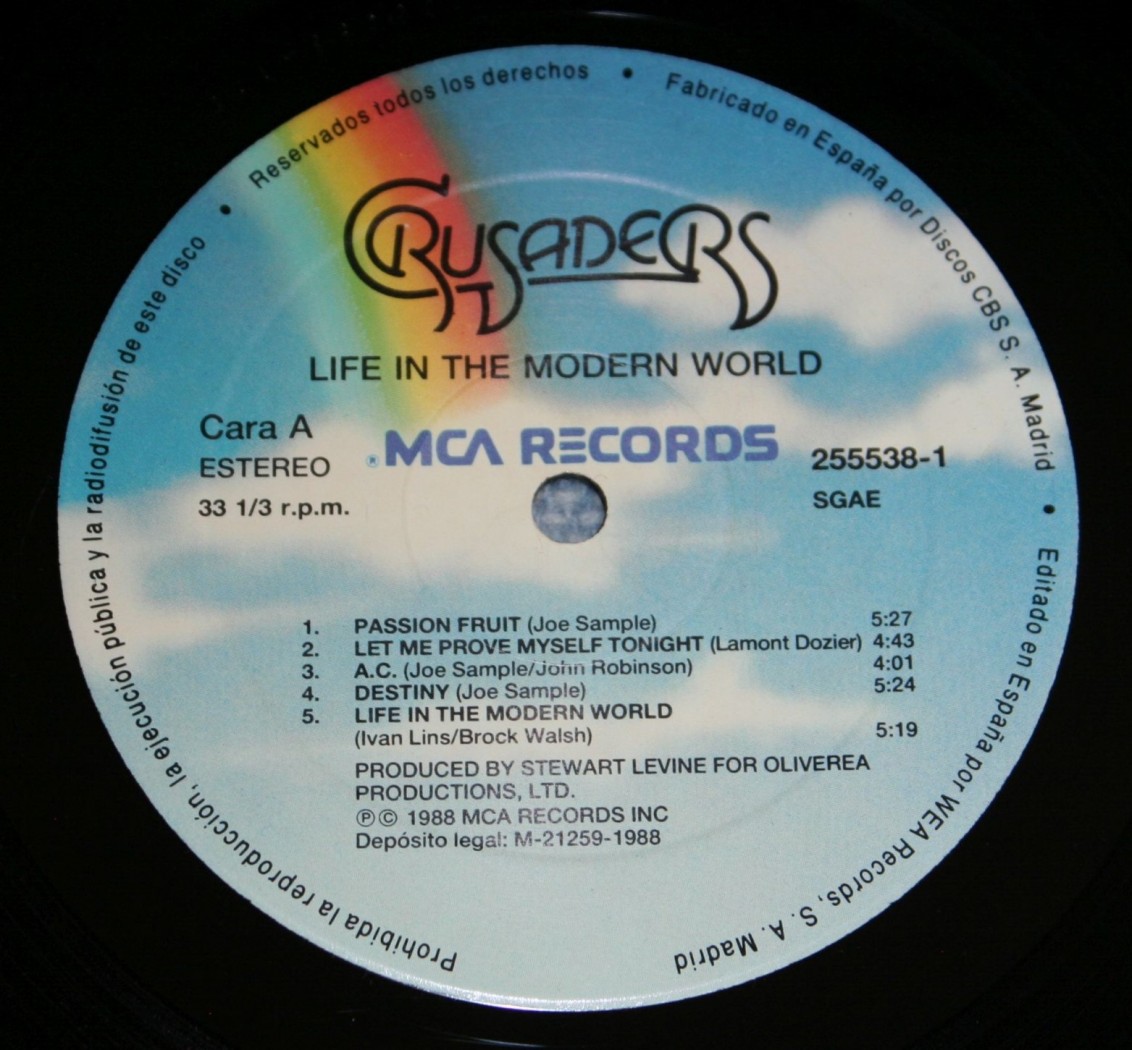 Reservados todos los derechos • Fabricado en España por Discos CBS S. A. Madrid • Editado en España por WEA Records, S. A. Madrid
Prohibida la reproducción, la ejecución pública y la radiodifusión de este disco •
CRUSADERS
LIFE IN THE MODERN WORLD
Cara A
ESTEREO
33 1/3 r.p.m.
® MCA RECORDS
255538-1
SGAE
1. PASSION FRUIT (Joe Sample) 5:27
2. LET ME PROVE MYSELF TONIGHT (Lamont Dozier) 4:43
3. A.C. (Joe Sample/John Robinson) 4:01
4. DESTINY (Joe Sample) 5:24
5. LIFE IN THE MODERN WORLD
(Ivan Lins/Brock Walsh) 5:19
PRODUCED BY STEWART LEVINE FOR OLIVEREA
PRODUCTIONS, LTD.
℗© 1988 MCA RECORDS INC
Depósito legal: M-21259-1988